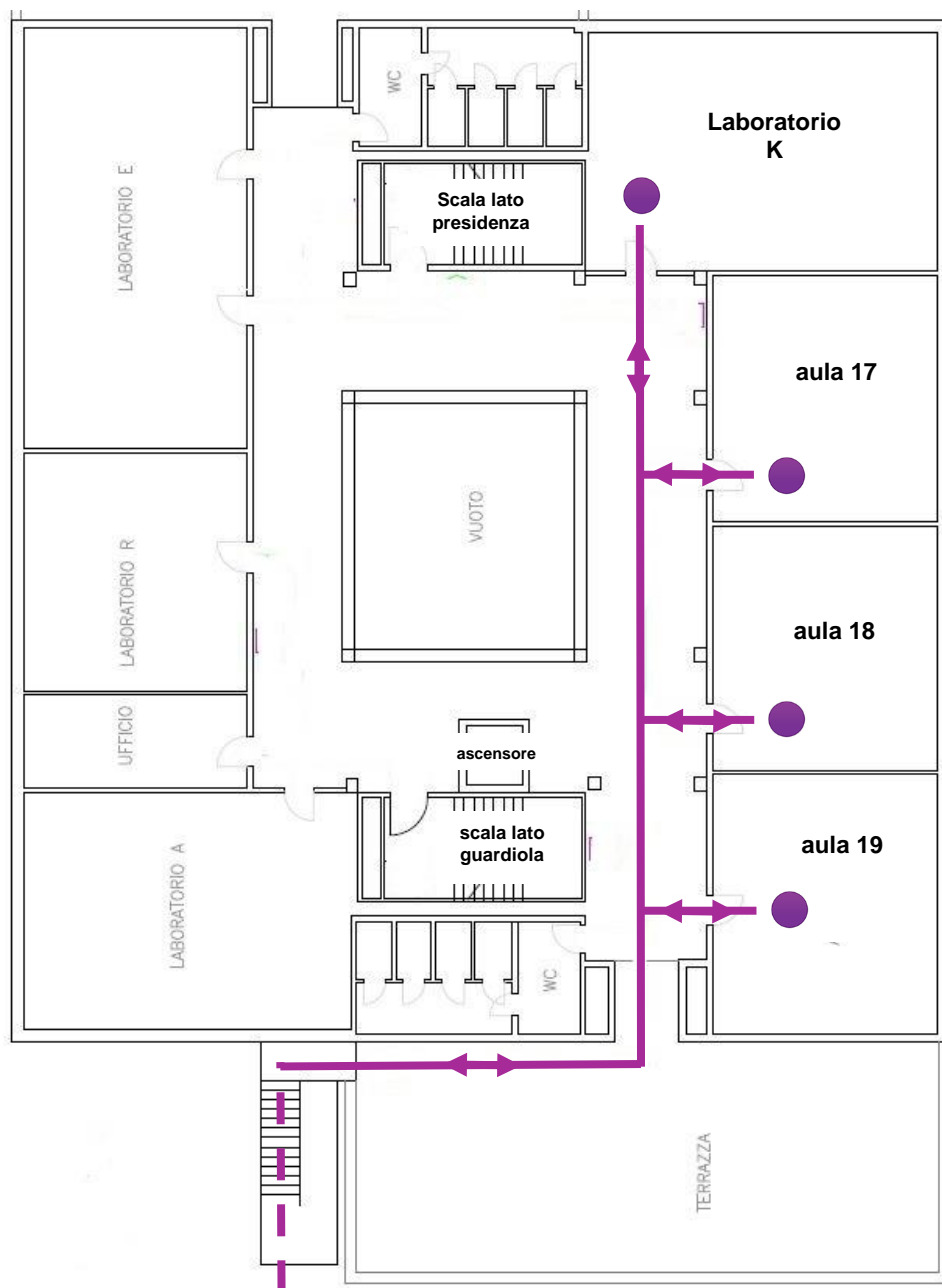 WC
Laboratorio
K
LABORATORIO E
Scala lato
presidenza
aula 17
VUOTO
LABORATORIO R
aula 18
UFFICIO
ascensore
scala lato
guardiola
aula 19
LABORATORIO A
WC
TERRAZZA